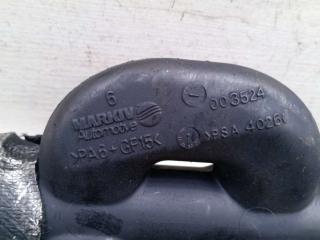 6
MARKIV
Automotive
>PA6+GF15<
003524
>PSA 4026